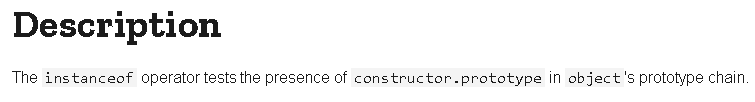 Description
The instanceof operator tests the presence of constructor.prototype in object's prototype chain.